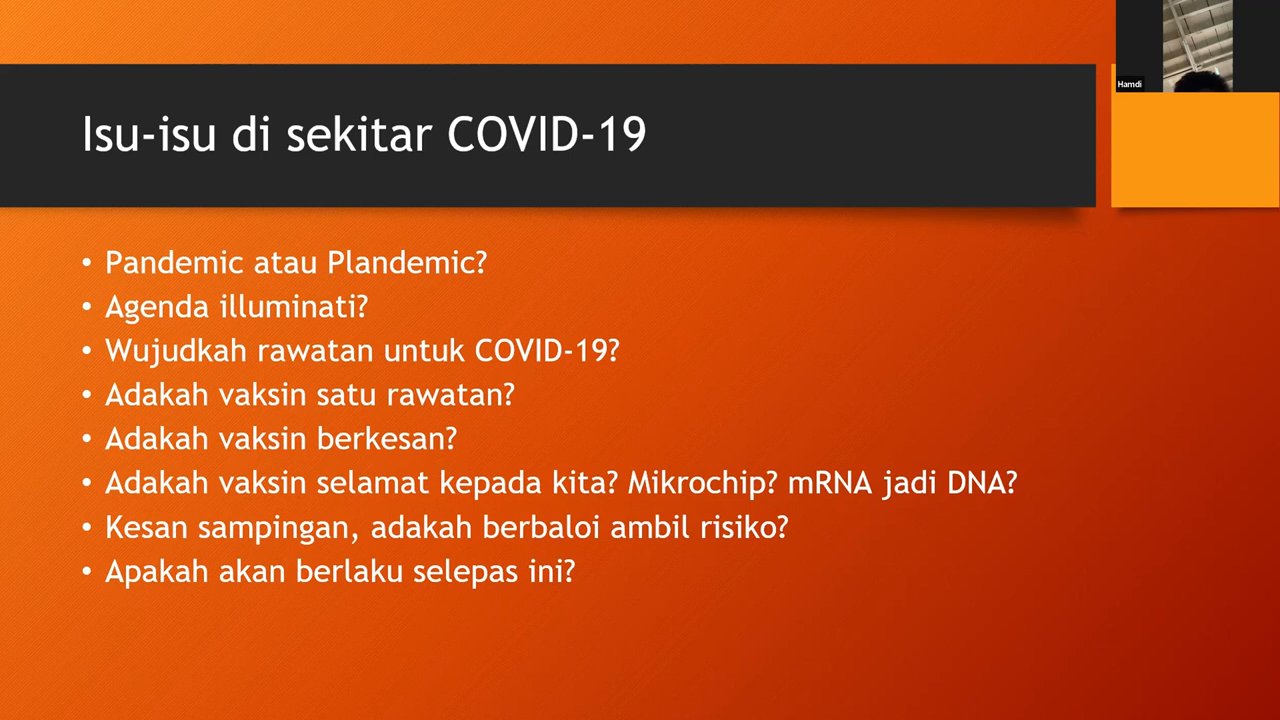 Hamdi
Isu-isu di sekitar COVID-19
• Pandemic atau Plandemic?
• Agenda illuminati?
• Wujudkah rawatan untuk COVID-19?
• Adakah vaksin satu rawatan?
• Adakah vaksin berkesan?
• Adakah vaksin selamat kepada kita? Mikrochip? mRNA jadi DNA?
• Kesan sampingan, adakah berbaloi ambil risiko?
• Apakah akan berlaku selepas ini?